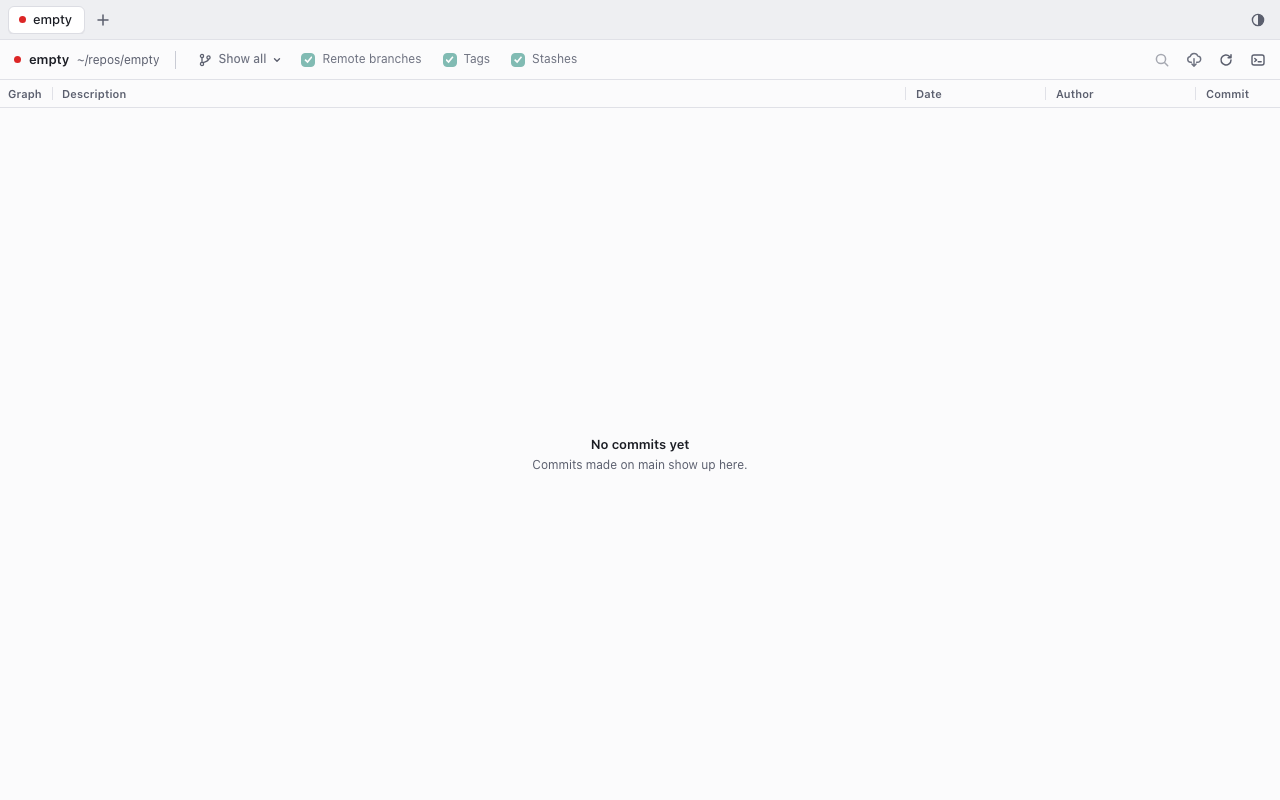 empty
empty ~/repos/empty Show all Remote branches Tags Stashes
Graph Description Date Author Commit
No commits yet
Commits made on main show up here.